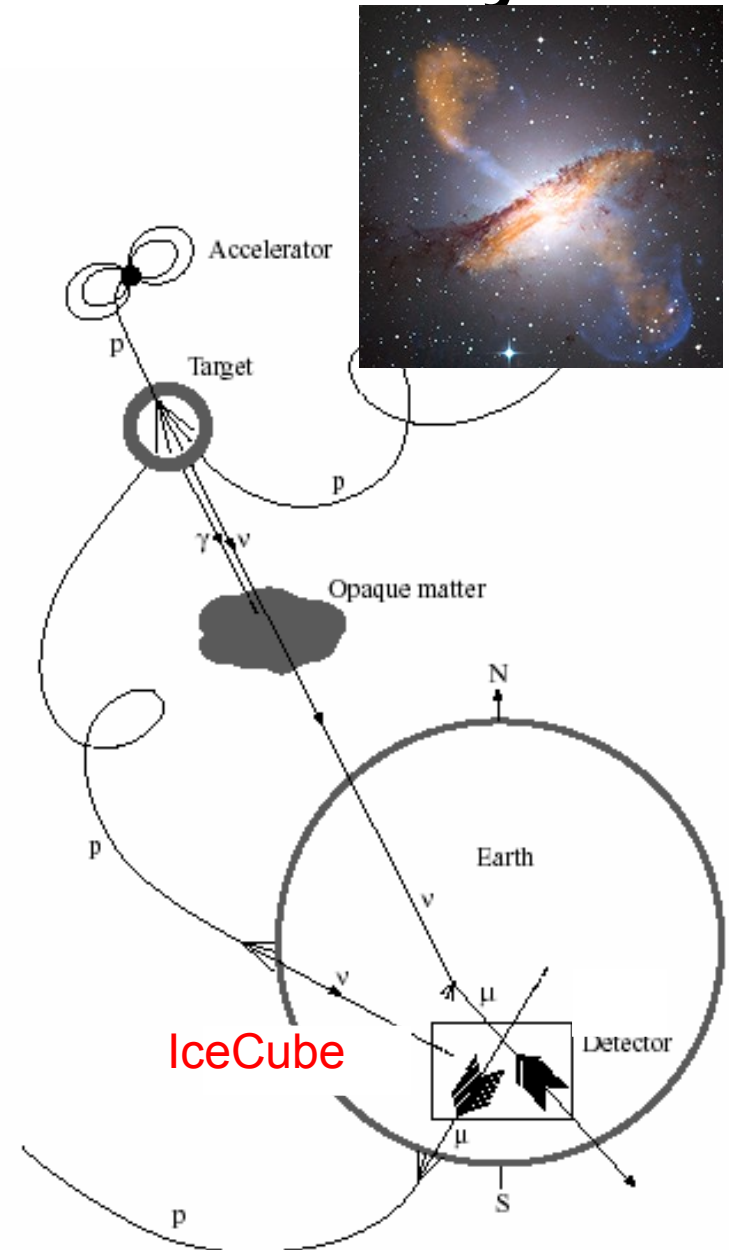 Accelerator
p
Target
p
γ ν
Opaque matter
N
p
Earth
ν
ν
μ
IceCube
Detector
μ
S
p